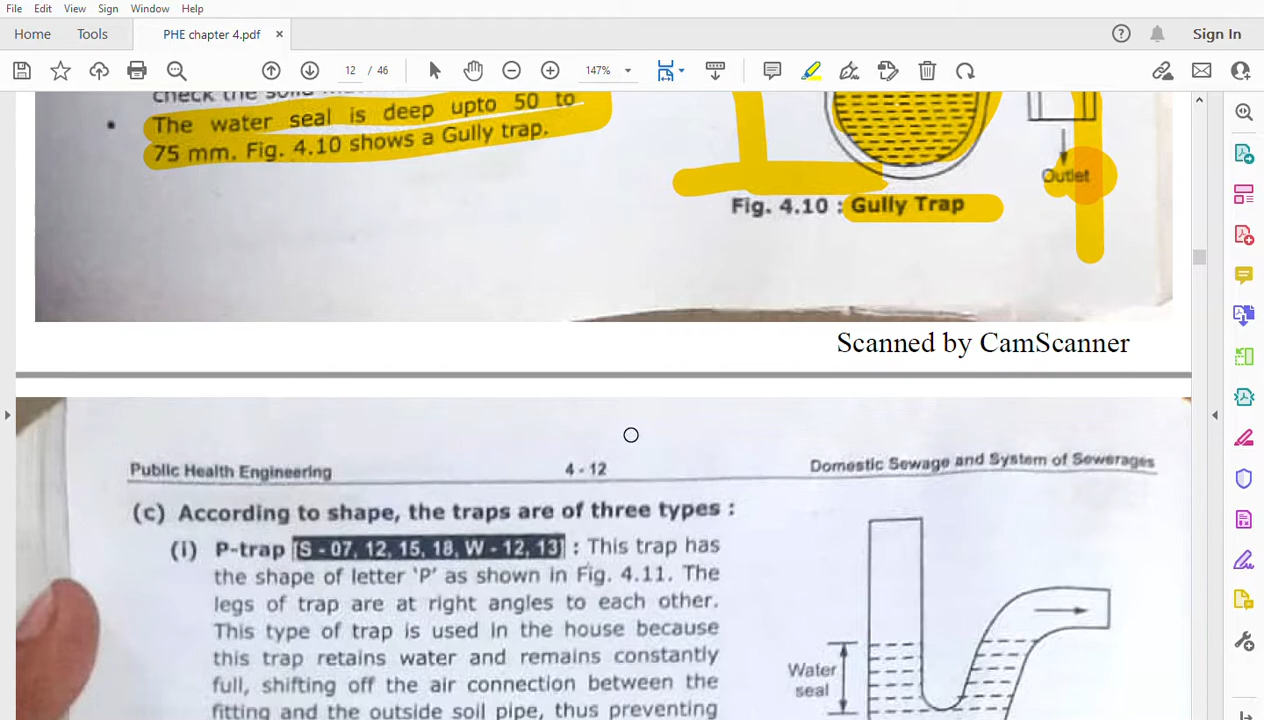 File Edit View Sign Window Help
Home Tools PHE chapter 4.pdf × Sign In
12 / 46 147%
check the
The water seal is deep upto 50 to
75 mm. Fig. 4.10 shows a Gully trap.
Outlet
Fig. 4.10 : Gully Trap
Scanned by CamScanner
Public Health Engineering 4 - 12 Domestic Sewage and System of Sewerages
(c) According to shape, the traps are of three types :
(i) P-trap [S - 07, 12, 15, 18, W - 12, 13] : This trap has
the shape of letter 'P' as shown in Fig. 4.11. The
legs of trap are at right angles to each other.
This type of trap is used in the house because
this trap retains water and remains constantly
full, shifting off the air connection between the
fitting and the outside soil pipe, thus preventing
Water
seal